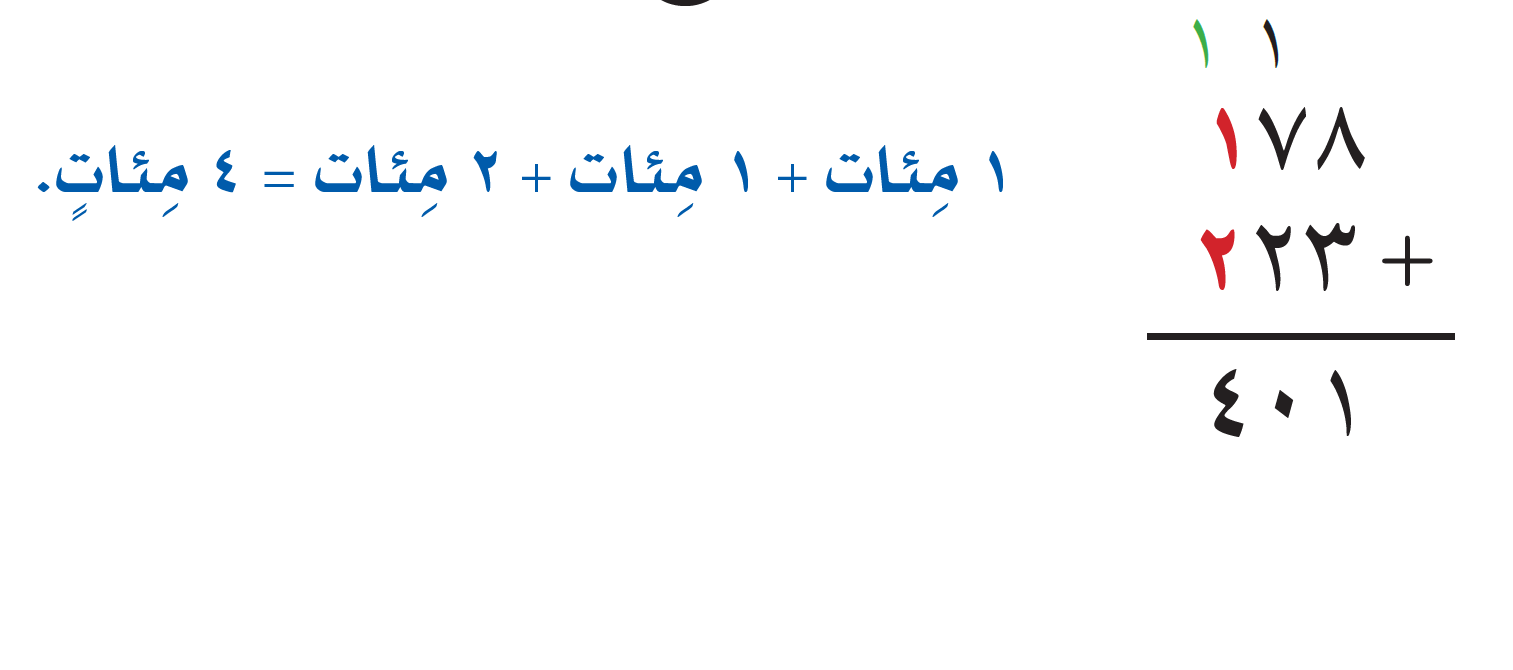 ١ ١
١٧٨
١ مِئات + ١ مِئات + ٢ مِئات = ٤ مِئاتٍ.
٢٢٣ +
٤٠١